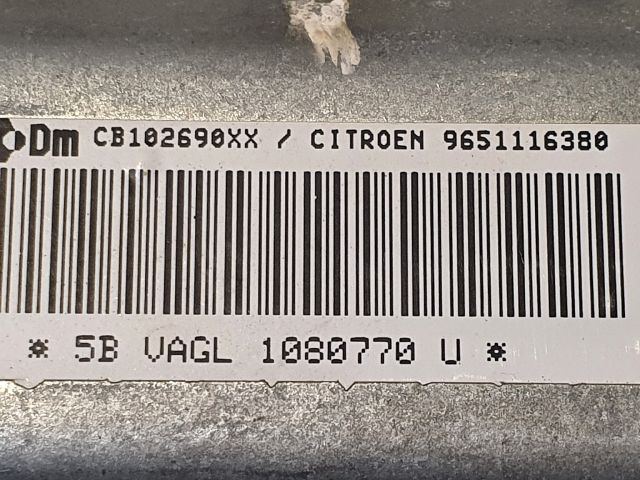 Dm CB102690XX / CITROEN 9651116380
* 5B VAGL 1080770 U *